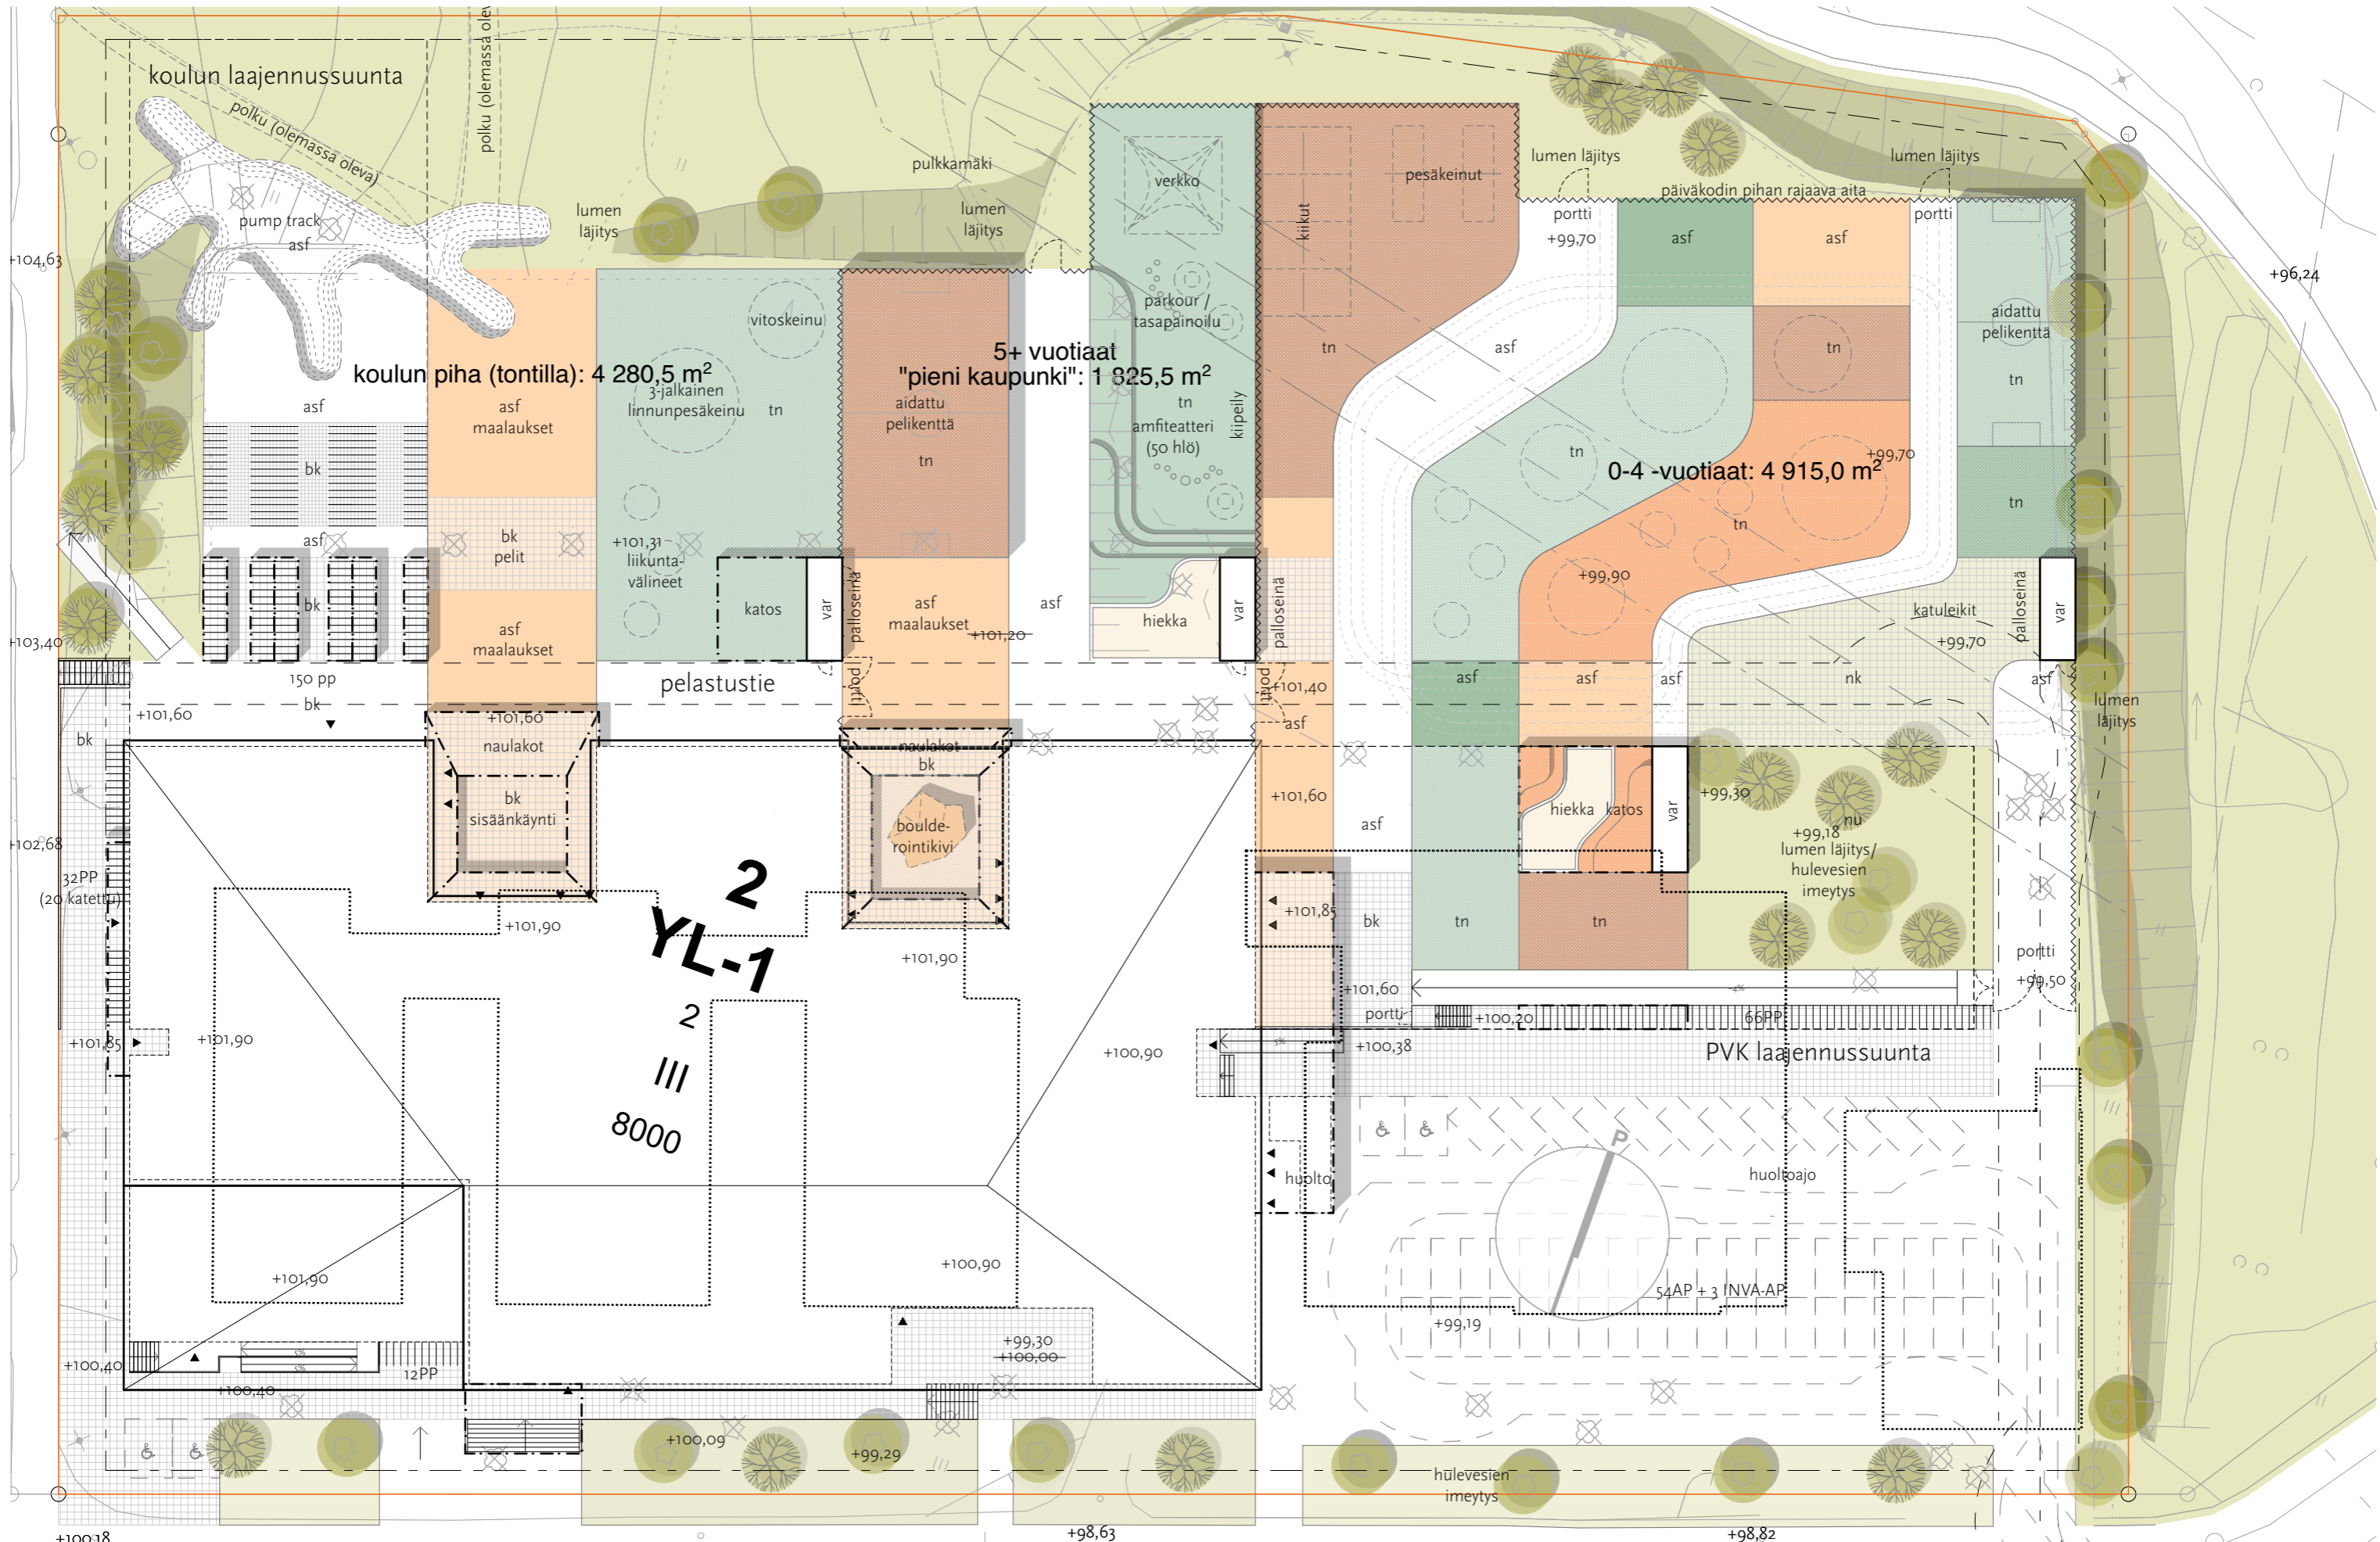 koulun laajennussuunta
polku (olemassa oleva)
polku (olemassa olev
pump track
asf
lumen
läjitys
pulkkamäki
lumen
läjitys
verkko
kiikut
pesäkeinut
lumen läjitys
lumen läjitys
päiväkodin pihan rajaava aita
portti
+99,70
portti
asf
asf
+104,63
+96,24
vitoskeinu
parkour /
tasapainoilu
aidattu
pelikenttä
tn
koulun piha (tontilla): 4 280,5 m²
5+ vuotiaat
"pieni kaupunki": 1 825,5 m²
3-jalkainen
linnunpesäkeinu
tn
asf
asf
maalaukset
aidattu
pelikenttä
tn
tn
amfiteatteri
(50 hlö)
kiipeily
tn
asf
tn
bk
tn
0-4 -vuotiaat: 4 915,0 m²
+99,70
tn
tn
asf
bk
pelit
+101,31
liikunta-
välineet
bk
katos
var
palloseinä
asf
maalaukset
asf
+101,20
hiekka
var
palloseinä
+99,90
katuleikit
+99,70
palloseinä
var
asf
maalaukset
+103,40
150 pp
bk
pelastustie
portti
portti
+101,40
asf
asf
asf
asf
nk
asf
lumen
läjitys
+101,60
bk
+101,60
naulakot
naulakot
bk
bk
sisäänkäynti
boulde-
rointikivi
+101,60
asf
hiekka
katos
var
+99,30
nu
+99,18
lumen läjitys/
hulevesien
imeytys
+102,68
32PP
(20 katettu)
+101,90
2
YL-1
2
III
8000
+101,90
+101,85
bk
tn
tn
portti
+99,50
+101,60
portti
+100,20
-4%
66PP
+101,85
+101,90
+100,90
5%
+100,38
PVK laajennussuunta
P
huolto
huoltoajo
+101,90
+100,90
54AP + 3 INVA-AP
+99,19
+99,30
+100,00
+100,40
5%
5%
12PP
+100,40
+100,09
+99,29
hulevesien
imeytys
+100,18
+98,63
+98,82